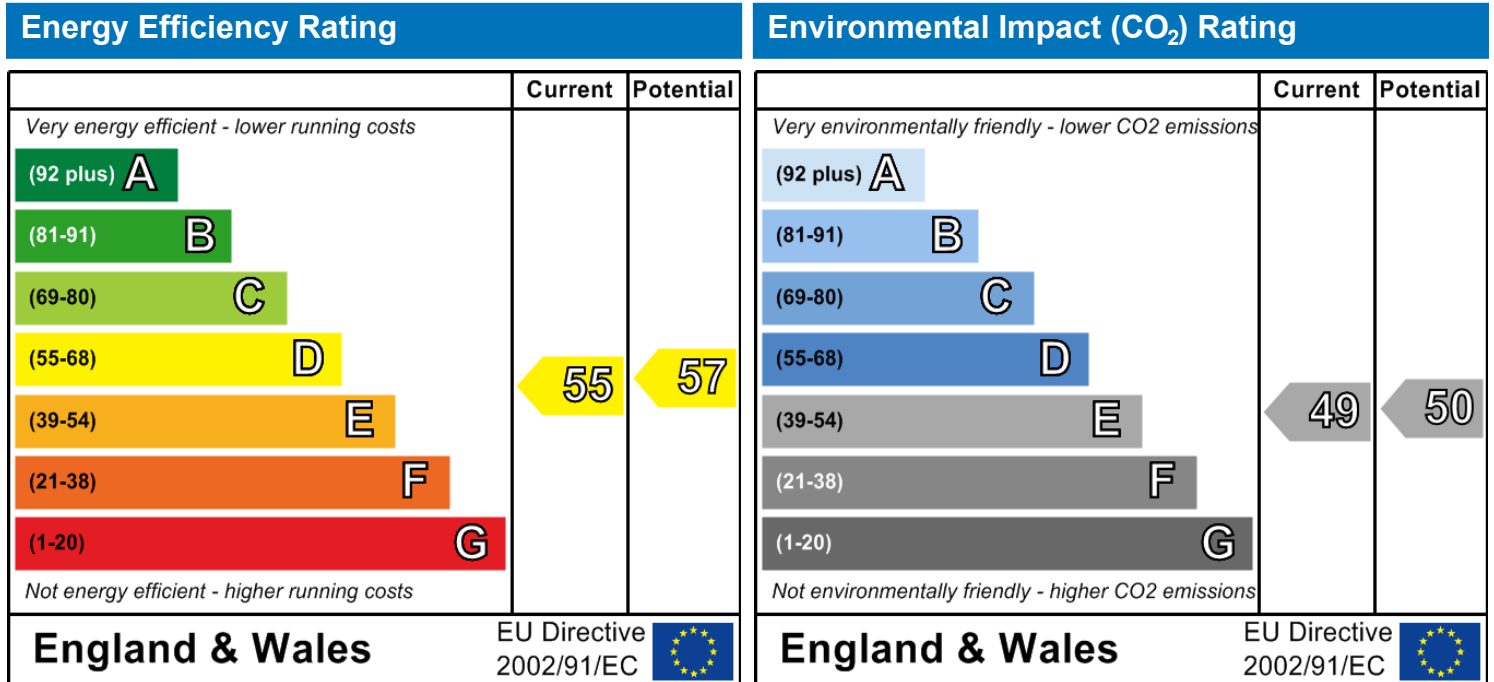 Energy Efficiency Rating
Current Potential
Very energy efficient - lower running costs
(92 plus) A
(81-91) B
(69-80) C
(55-68) D
55 57
(39-54) E
(21-38) F
(1-20) G
Not energy efficient - higher running costs
England & Wales
EU Directive
2002/91/EC
Environmental Impact (CO₂) Rating
Current Potential
Very environmentally friendly - lower CO2 emissions
(92 plus) A
(81-91) B
(69-80) C
(55-68) D
(39-54) E
49 50
(21-38) F
(1-20) G
Not environmentally friendly - higher CO2 emissions
England & Wales
EU Directive
2002/91/EC